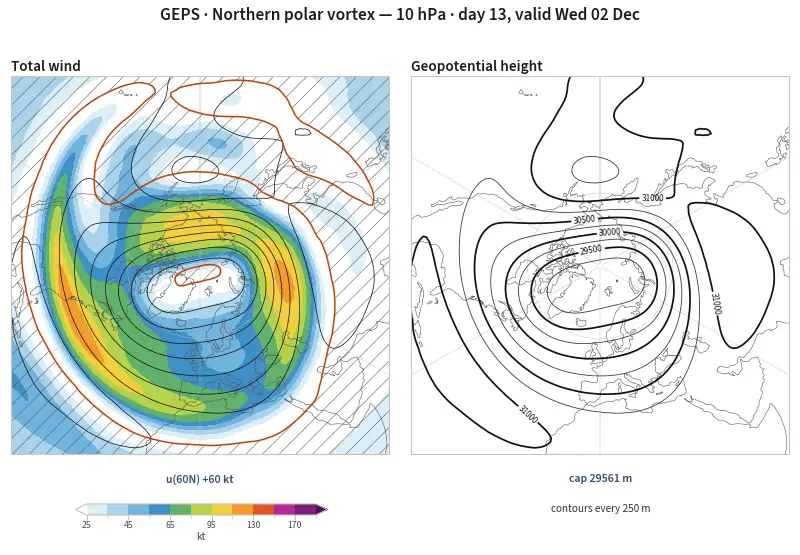 GEPS · Northern polar vortex — 10 hPa · day 13, valid Wed 02 Dec
Total wind
Geopotential height
31000
30500
30000
29500
31000
31000
u(60N) +60 kt
cap 29561 m
contours every 250 m
25 45 65 95 130 170
kt